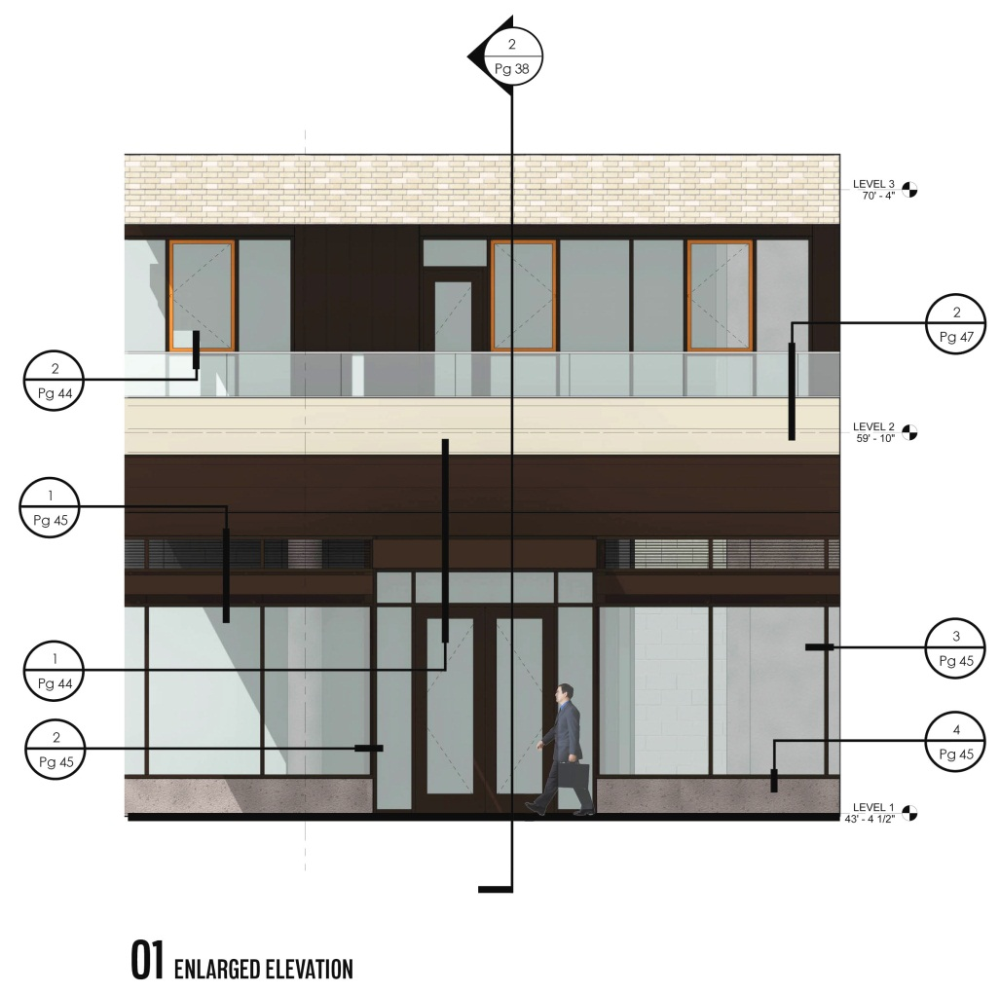 2
Pg 38
LEVEL 3
70' - 4"
2
Pg 47
2
Pg 44
LEVEL 2
59' - 10"
1
Pg 45
3
Pg 45
1
Pg 44
2
Pg 45
4
Pg 45
LEVEL 1
43' - 4 1/2"
01 ENLARGED ELEVATION